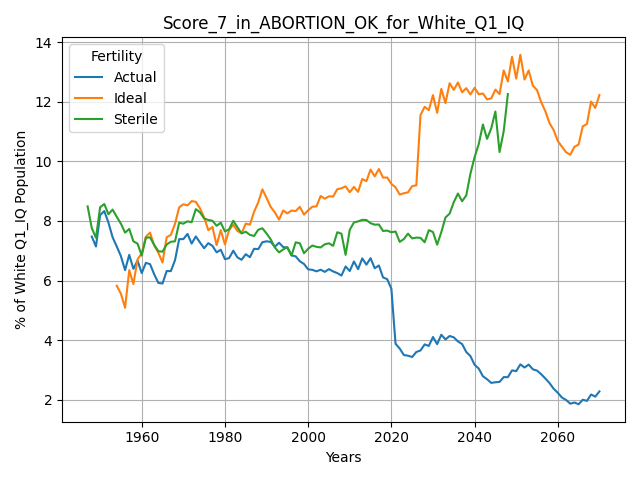 Score_7_in_ABORTION_OK_for_White_Q1_IQ
Fertility
Actual
Ideal
Sterile
% of White Q1_IQ Population
14
12
10
8
6
4
2
1960
1980
2000
2020
2040
2060
Years